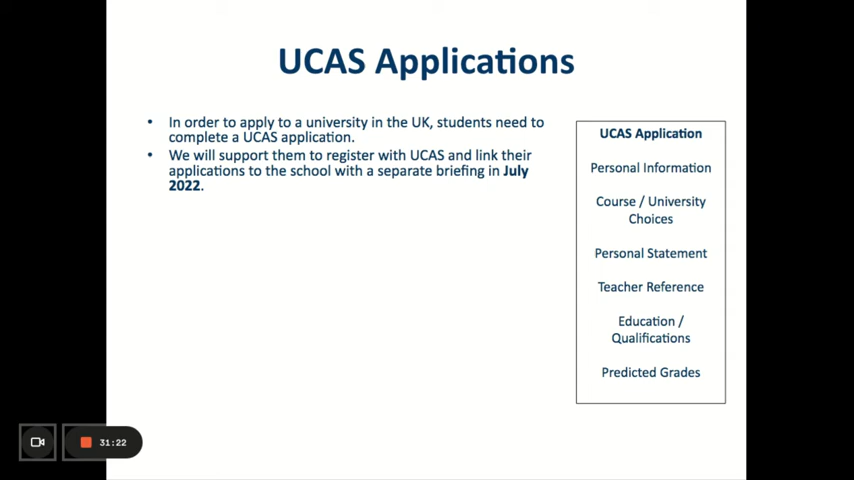 UCAS Applications
• In order to apply to a university in the UK, students need to
complete a UCAS application.
• We will support them to register with UCAS and link their
applications to the school with a separate briefing in July
2022.
UCAS Application
Personal Information
Course / University
Choices
Personal Statement
Teacher Reference
Education /
Qualifications
Predicted Grades
31:22